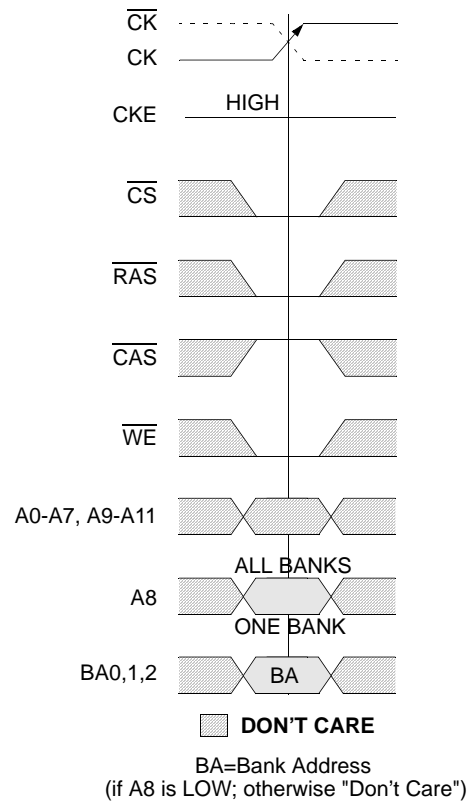 CK
CK
HIGH
CKE
CS
RAS
CAS
WE
A0-A7, A9-A11
ALL BANKS
A8
ONE BANK
BA0,1,2
BA
DON'T CARE
BA=Bank Address
(if A8 is LOW; otherwise "Don't Care")